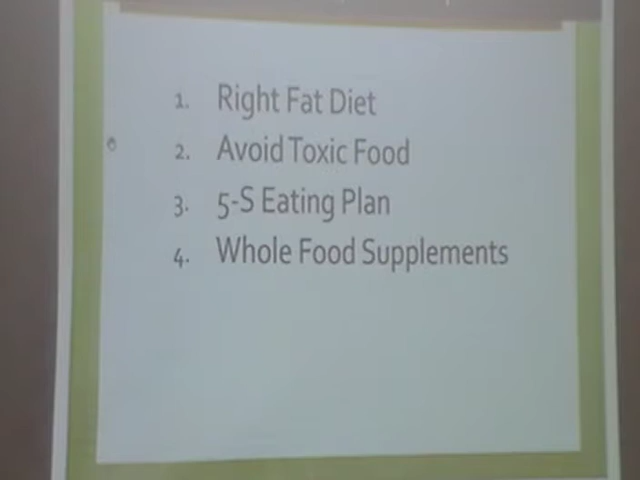 1. Right Fat Diet
2. Avoid Toxic Food
3. 5-S Eating Plan
4. Whole Food Supplements